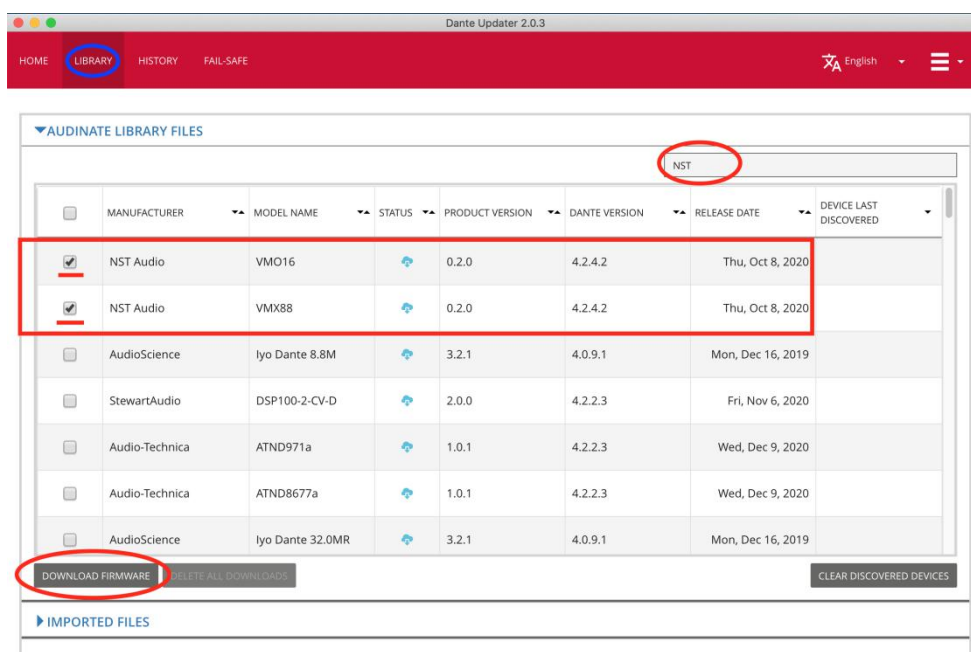 Dante Updater 2.0.3
HOME LIBRARY HISTORY FAIL-SAFE English
AUDINATE LIBRARY FILES
NST
MANUFACTURER MODEL NAME STATUS PRODUCT VERSION DANTE VERSION RELEASE DATE DEVICE LAST DISCOVERED
NST Audio VMO16 0.2.0 4.2.4.2 Thu, Oct 8, 2020
NST Audio VMX88 0.2.0 4.2.4.2 Thu, Oct 8, 2020
AudioScience Iyo Dante 8.8M 3.2.1 4.0.9.1 Mon, Dec 16, 2019
StewartAudio DSP100-2-CV-D 2.0.0 4.2.2.3 Fri, Nov 6, 2020
Audio-Technica ATND971a 1.0.1 4.2.2.3 Wed, Dec 9, 2020
Audio-Technica ATND8677a 1.0.1 4.2.2.3 Wed, Dec 9, 2020
AudioScience Iyo Dante 32.0MR 3.2.1 4.0.9.1 Mon, Dec 16, 2019
DOWNLOAD FIRMWARE DELETE ALL DOWNLOADS CLEAR DISCOVERED DEVICES
IMPORTED FILES